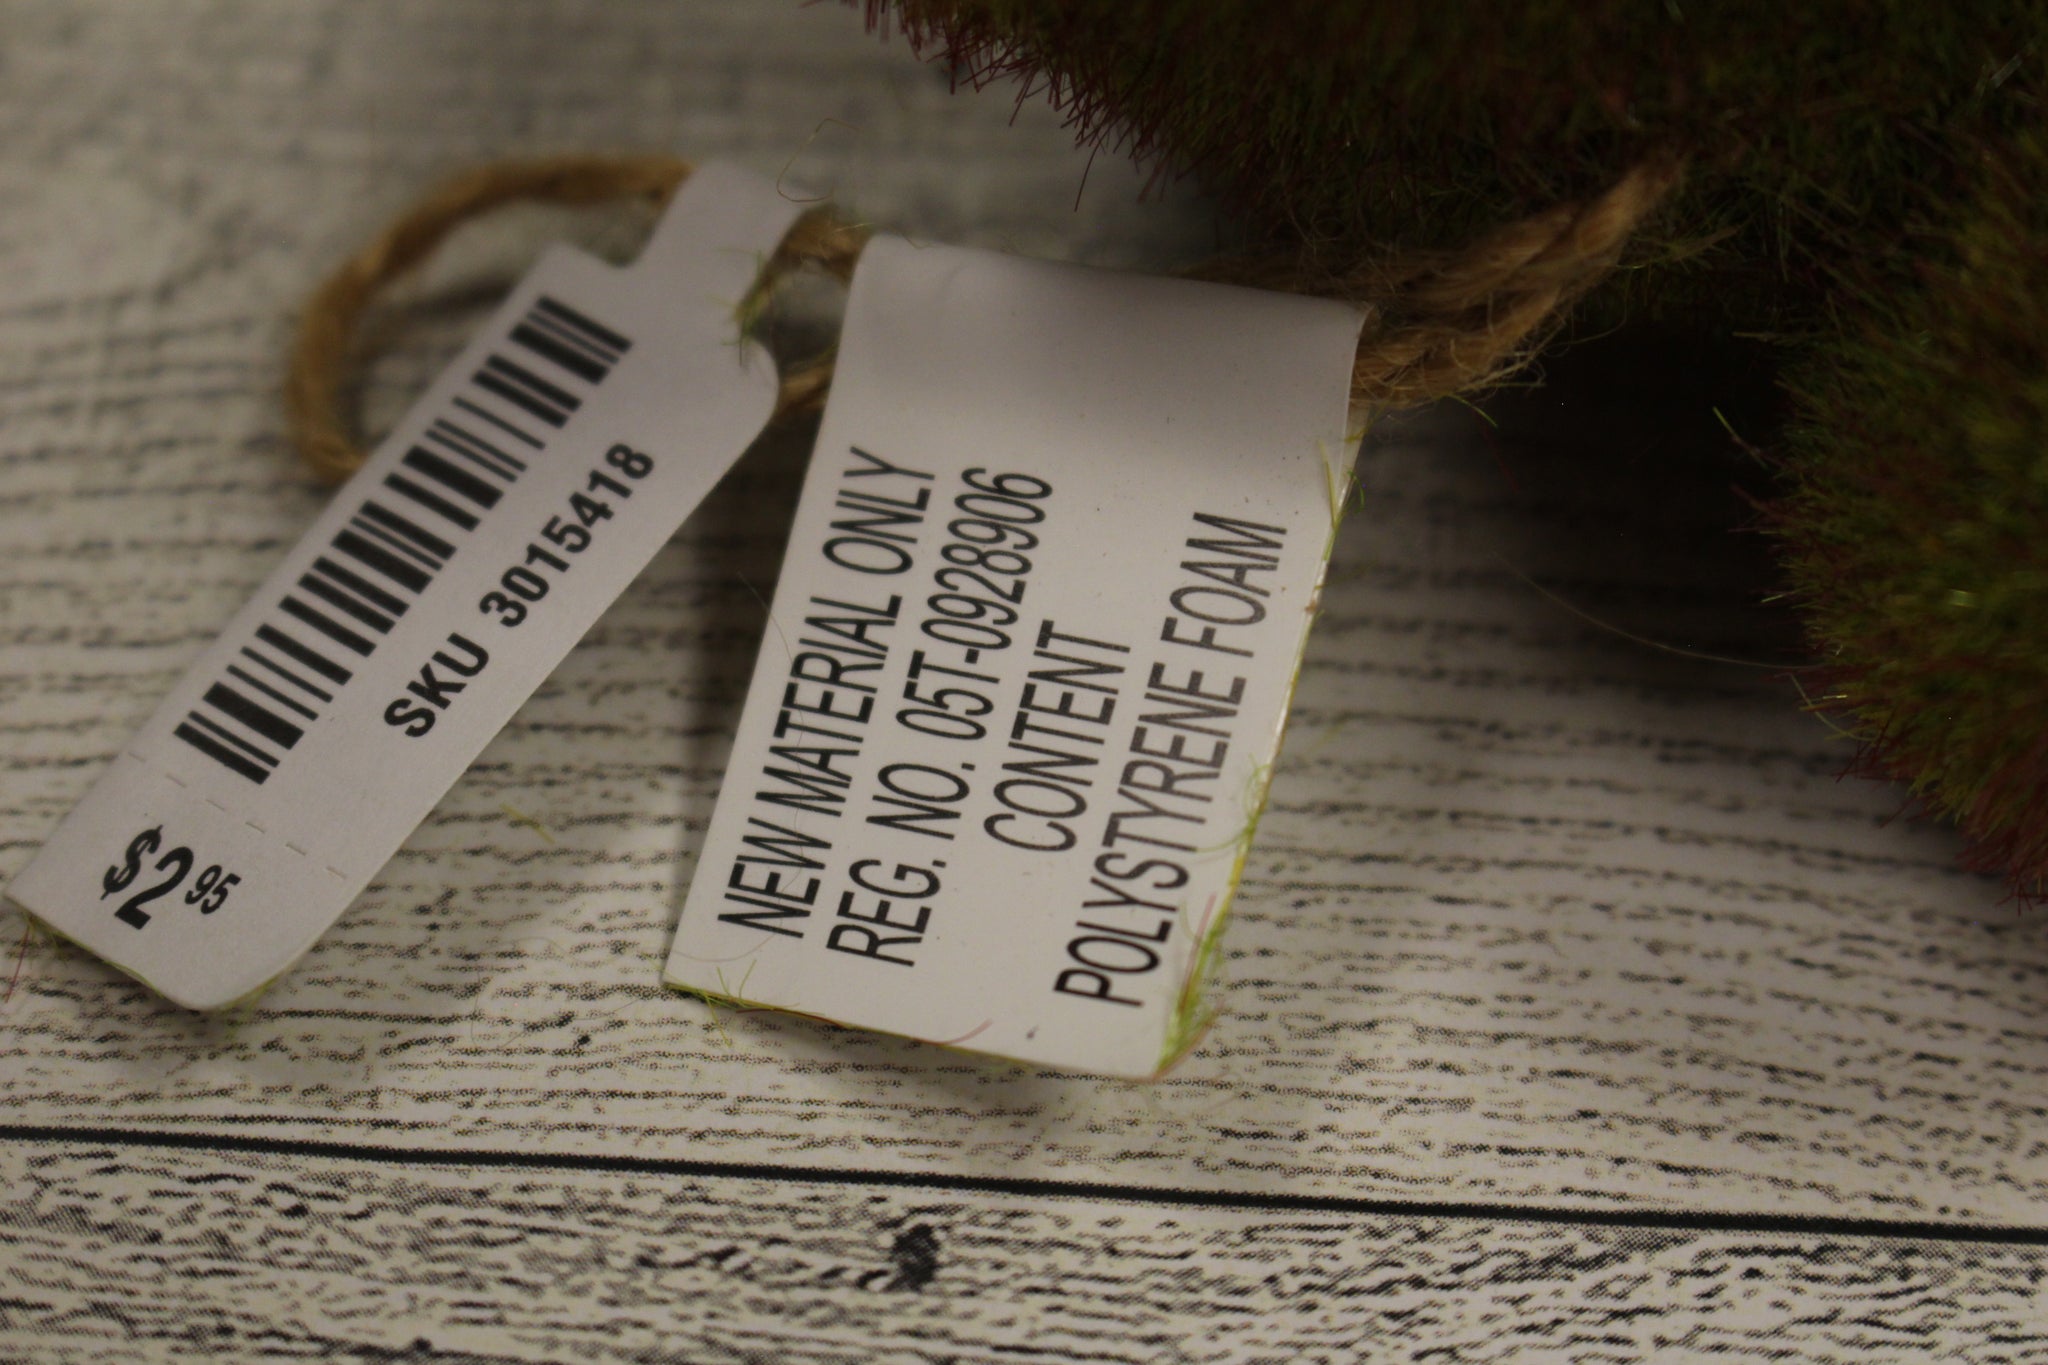 SKU 3015418
$2 95
NEW MATERIAL ONLY
REG. NO. 05T-0928906
CONTENT
POLYSTYRENE FOAM